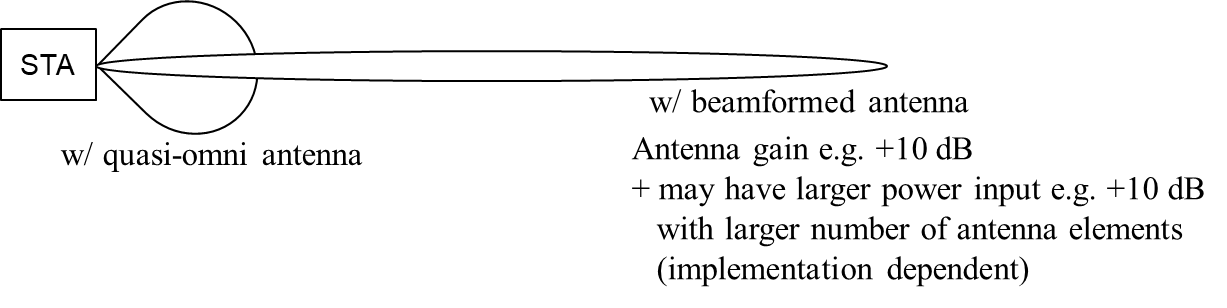 STA
w/ quasi-omni antenna
w/ beamformed antenna
Antenna gain e.g. +10 dB
+ may have larger power input e.g. +10 dB
with larger number of antenna elements
(implementation dependent)